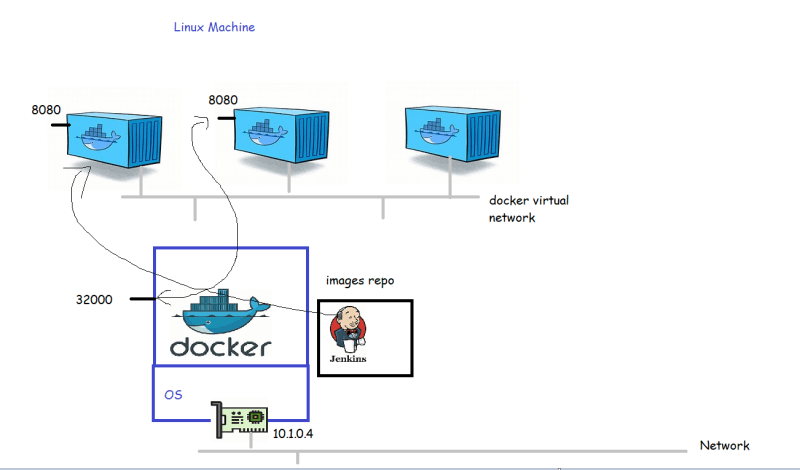 Linux Machine
8080
8080
docker virtual
network
images repo
32000
docker
Jenkins
OS
10.1.0.4
Network